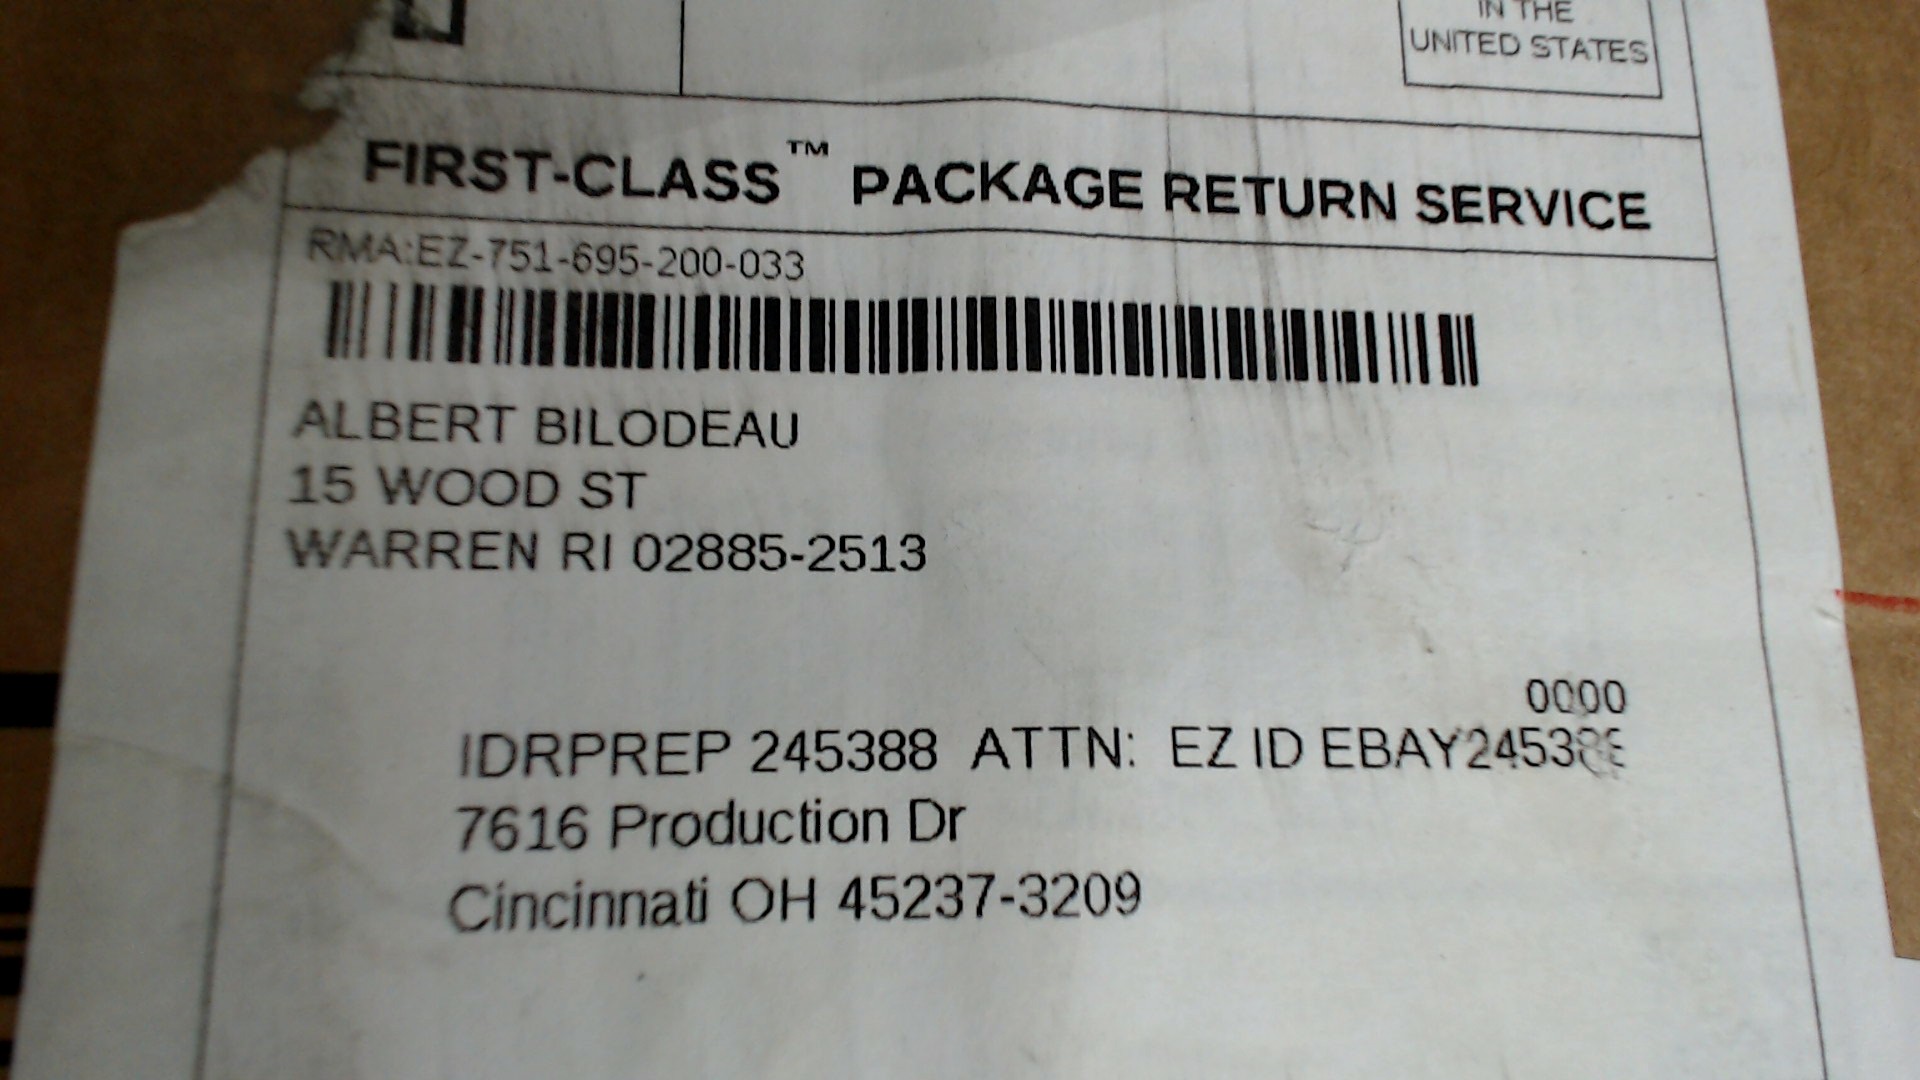 IN THE
UNITED STATES
FIRST-CLASS™ PACKAGE RETURN SERVICE
RMA:EZ-751-695-200-033
ALBERT BILODEAU
15 WOOD ST
WARREN RI 02885-2513
0000
IDRPREP 245388 ATTN: EZ ID EBAY245388
7616 Production Dr
Cincinnati OH 45237-3209